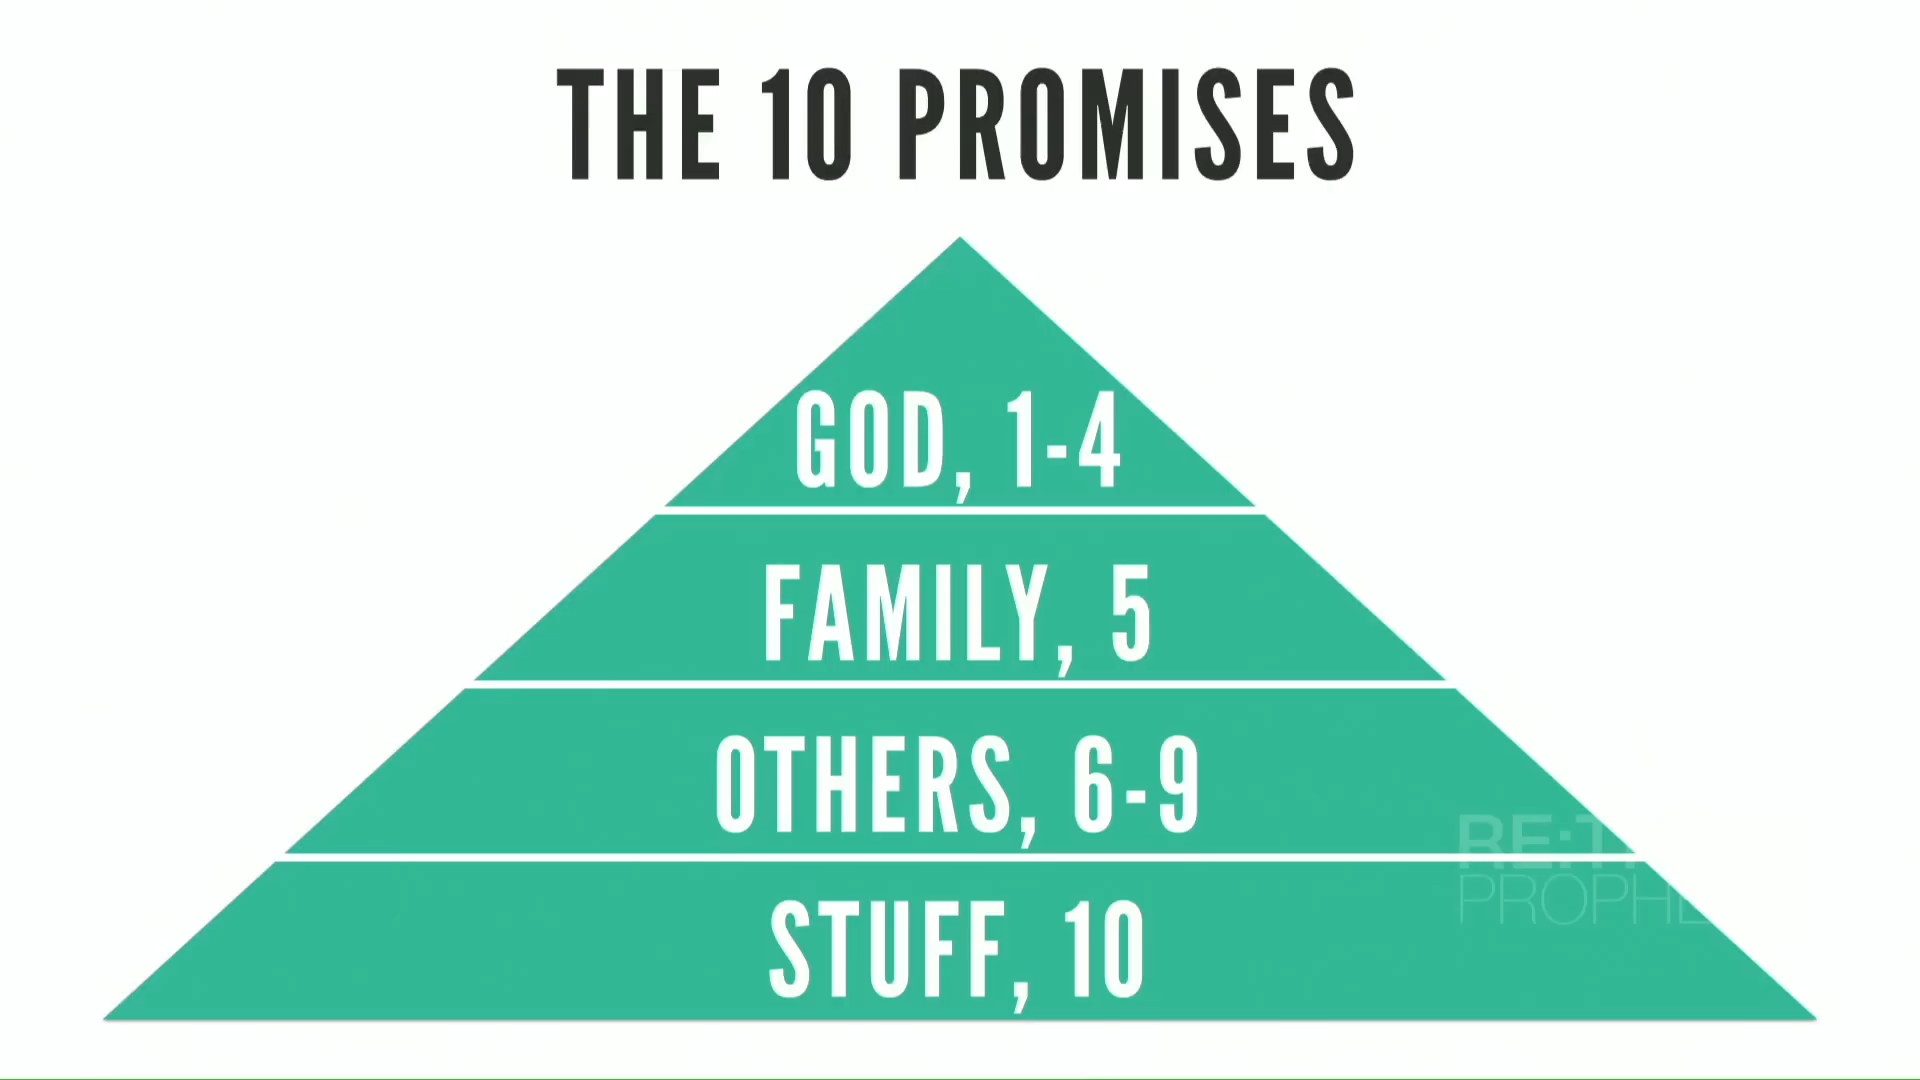 THE 10 PROMISES
GOD, 1-4
FAMILY, 5
OTHERS, 6-9
STUFF, 10